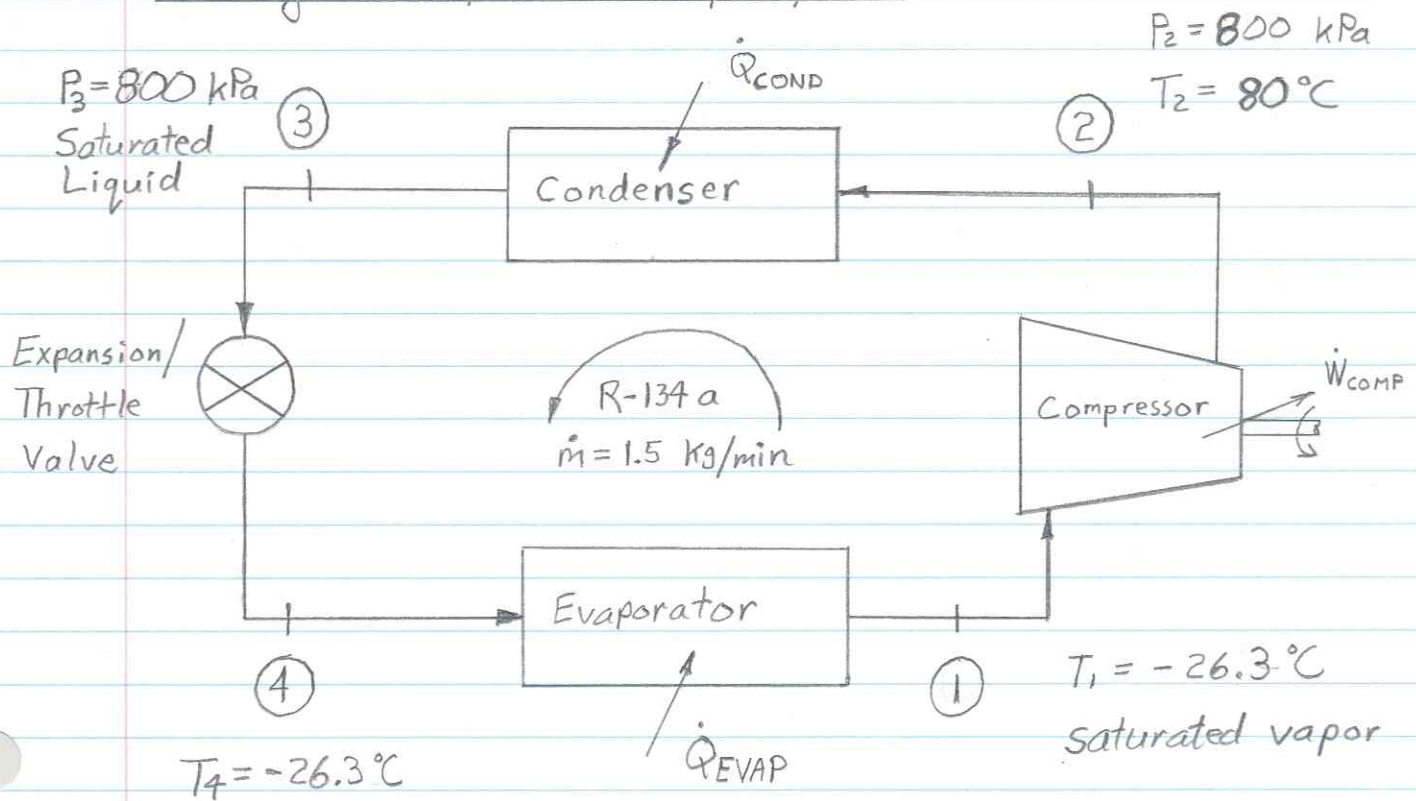 P₂ = 800 kPa
T₂ = 80°C
P₃ = 800 kPa
Saturated
Liquid
3
Q̇COND
2
Condenser
Expansion/
Throttle
Valve
R-134a
ṁ = 1.5 kg/min
Compressor
ẆCOMP
Evaporator
4
1
T₁ = -26.3°C
saturated vapor
T₄ = -26.3°C
Q̇EVAP